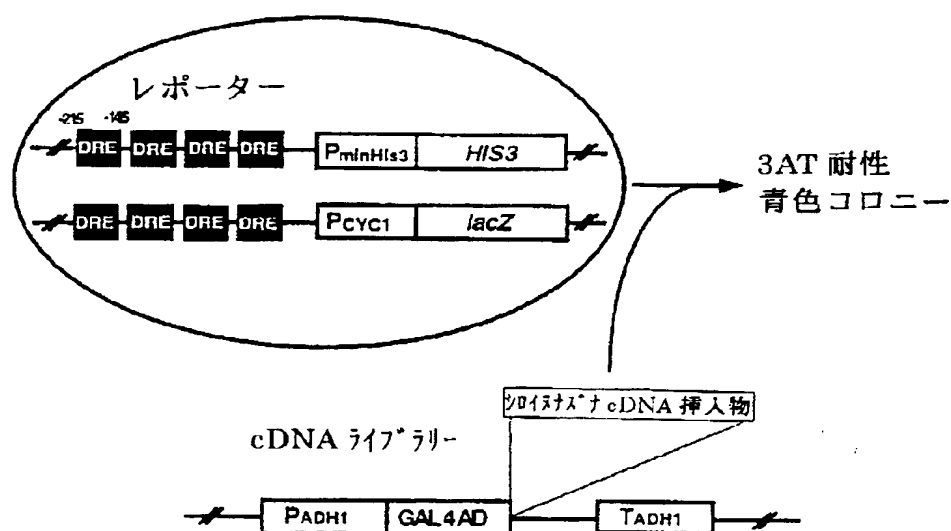 レポーター
-215 -145
DRE DRE DRE DRE PminHis3 HIS3
DRE DRE DRE DRE PCYC1 lacZ
3AT 耐性
青色コロニー
シロイヌナズナ cDNA 挿入物
cDNA ライブラリー
PADH1 GAL4AD TADH1